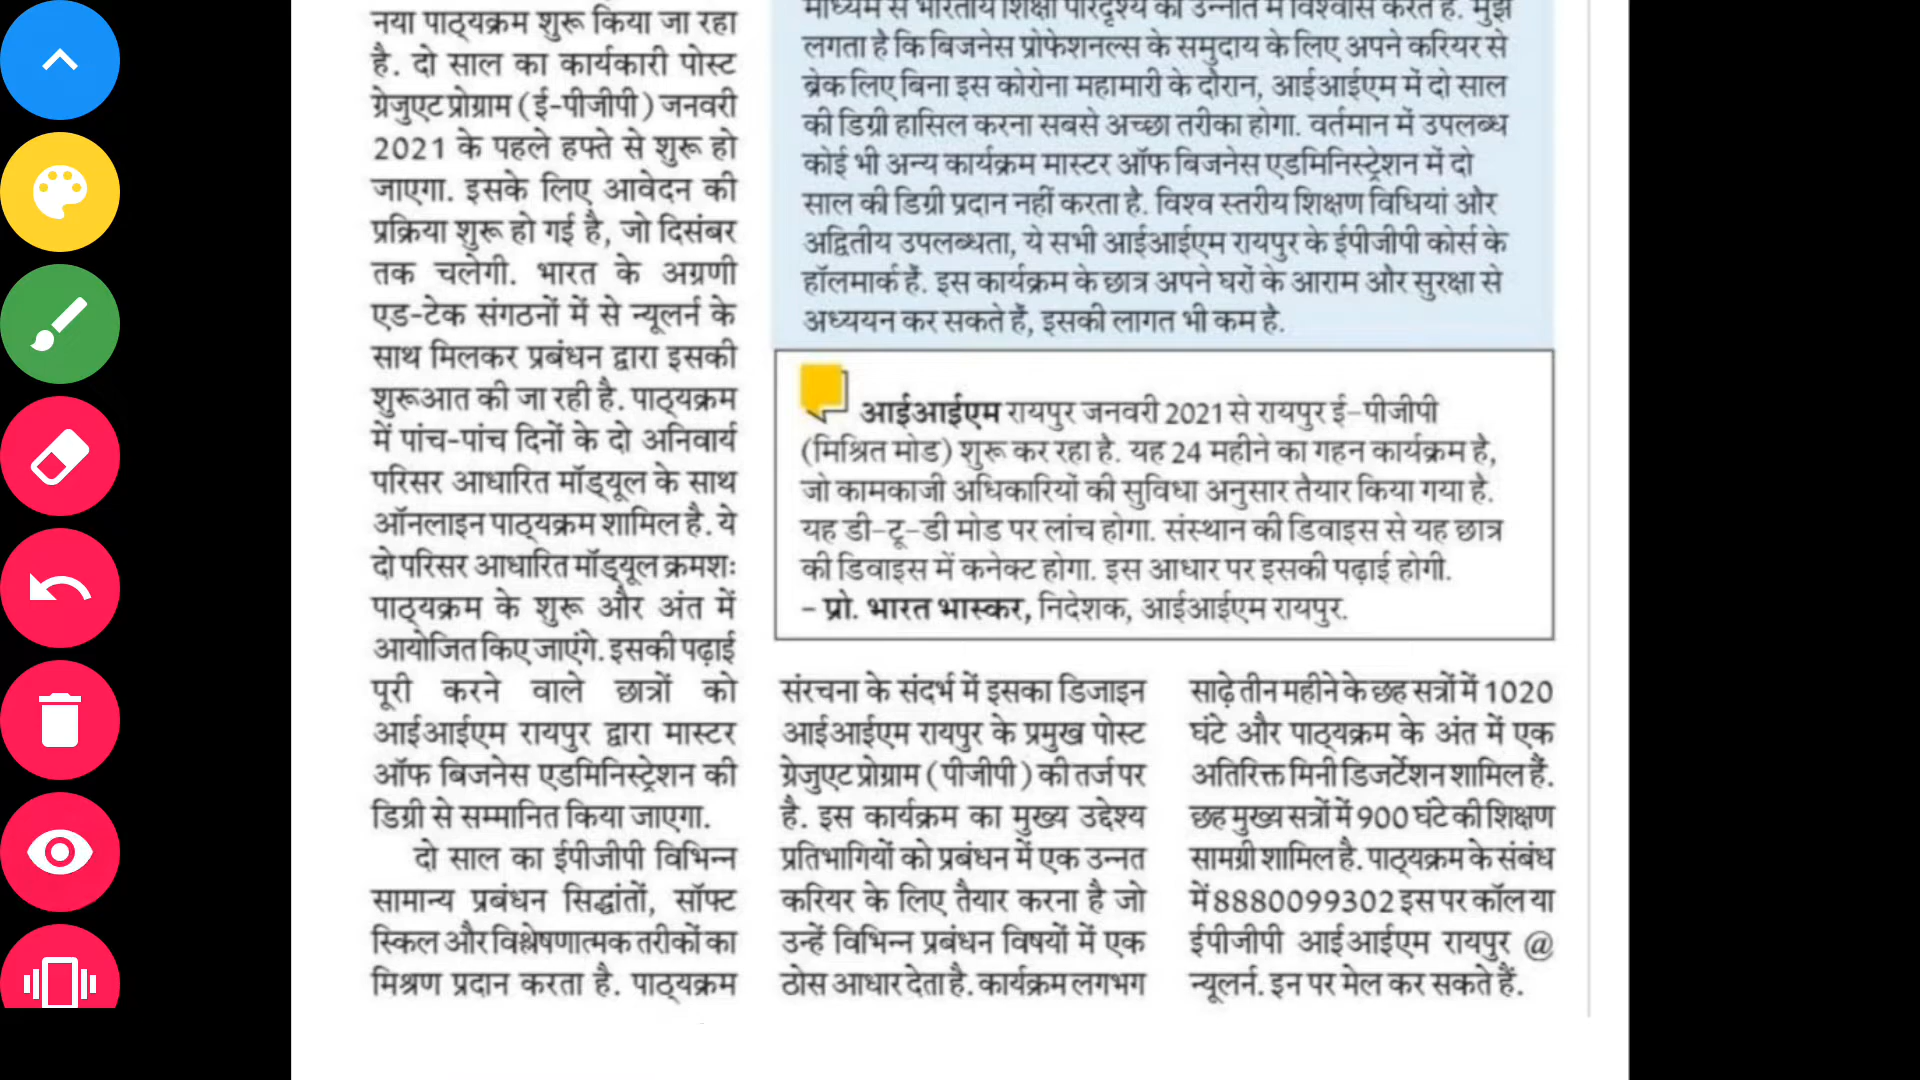 नया पाठ्यक्रम शुरू किया जा रहा
है. दो साल का कार्यकारी पोस्ट
ग्रेजुएट प्रोग्राम (ई-पीजीपी) जनवरी
2021 के पहले हफ्ते से शुरू हो
जाएगा. इसके लिए आवेदन की
प्रक्रिया शुरू हो गई है, जो दिसंबर
तक चलेगी. भारत के अग्रणी
एड-टेक संगठनों में से न्यूलर्न के
साथ मिलकर प्रबंधन द्वारा इसकी
शुरूआत की जा रही है. पाठ्यक्रम
में पांच-पांच दिनों के दो अनिवार्य
परिसर आधारित मॉड्यूल के साथ
ऑनलाइन पाठ्यक्रम शामिल है. ये
दो परिसर आधारित मॉड्यूल क्रमशः
पाठ्यक्रम के शुरू और अंत में
आयोजित किए जाएंगे. इसकी पढ़ाई
पूरी करने वाले छात्रों को
आईआईएम रायपुर द्वारा मास्टर
ऑफ बिजनेस एडमिनिस्ट्रेशन की
डिग्री से सम्मानित किया जाएगा.
दो साल का ईपीजीपी विभिन्न
सामान्य प्रबंधन सिद्धांतों, सॉफ्ट
स्किल और विश्लेषणात्मक तरीकों का
मिश्रण प्रदान करता है. पाठ्यक्रम
माध्यम से भारतीय शिक्षा परिदृश्य की उन्नति में विश्वास करते हैं. मुझे
लगता है कि बिजनेस प्रोफेशनल्स के समुदाय के लिए अपने करियर से
ब्रेक लिए बिना इस कोरोना महामारी के दौरान, आईआईएम में दो साल
की डिग्री हासिल करना सबसे अच्छा तरीका होगा. वर्तमान में उपलब्ध
कोई भी अन्य कार्यक्रम मास्टर ऑफ बिजनेस एडमिनिस्ट्रेशन में दो
साल की डिग्री प्रदान नहीं करता है. विश्व स्तरीय शिक्षण विधियां और
अद्वितीय उपलब्धता, ये सभी आईआईएम रायपुर के ईपीजीपी कोर्स के
हॉलमार्क हैं. इस कार्यक्रम के छात्र अपने घरों के आराम और सुरक्षा से
अध्ययन कर सकते हैं, इसकी लागत भी कम है.
आईआईएम रायपुर जनवरी 2021 से रायपुर ई-पीजीपी
(मिश्रित मोड) शुरू कर रहा है. यह 24 महीने का गहन कार्यक्रम है,
जो कामकाजी अधिकारियों की सुविधा अनुसार तैयार किया गया है.
यह डी-टू-डी मोड पर लांच होगा. संस्थान की डिवाइस से यह छात्र
की डिवाइस में कनेक्ट होगा. इस आधार पर इसकी पढ़ाई होगी.
- प्रो. भारत भास्कर, निदेशक, आईआईएम रायपुर.
संरचना के संदर्भ में इसका डिजाइन
आईआईएम रायपुर के प्रमुख पोस्ट
ग्रेजुएट प्रोग्राम (पीजीपी) की तर्ज पर
है. इस कार्यक्रम का मुख्य उद्देश्य
प्रतिभागियों को प्रबंधन में एक उन्नत
करियर के लिए तैयार करना है जो
उन्हें विभिन्न प्रबंधन विषयों में एक
ठोस आधार देता है. कार्यक्रम लगभग
साढ़े तीन महीने के छह सत्रों में 1020
घंटे और पाठ्यक्रम के अंत में एक
अतिरिक्त मिनी डिजर्टेशन शामिल हैं.
छह मुख्य सत्रों में 900 घंटे की शिक्षण
सामग्री शामिल है. पाठ्यक्रम के संबंध
में 8880099302 इस पर कॉल या
ईपीजीपी आईआईएम रायपुर @
न्यूलर्न. इन पर मेल कर सकते हैं.